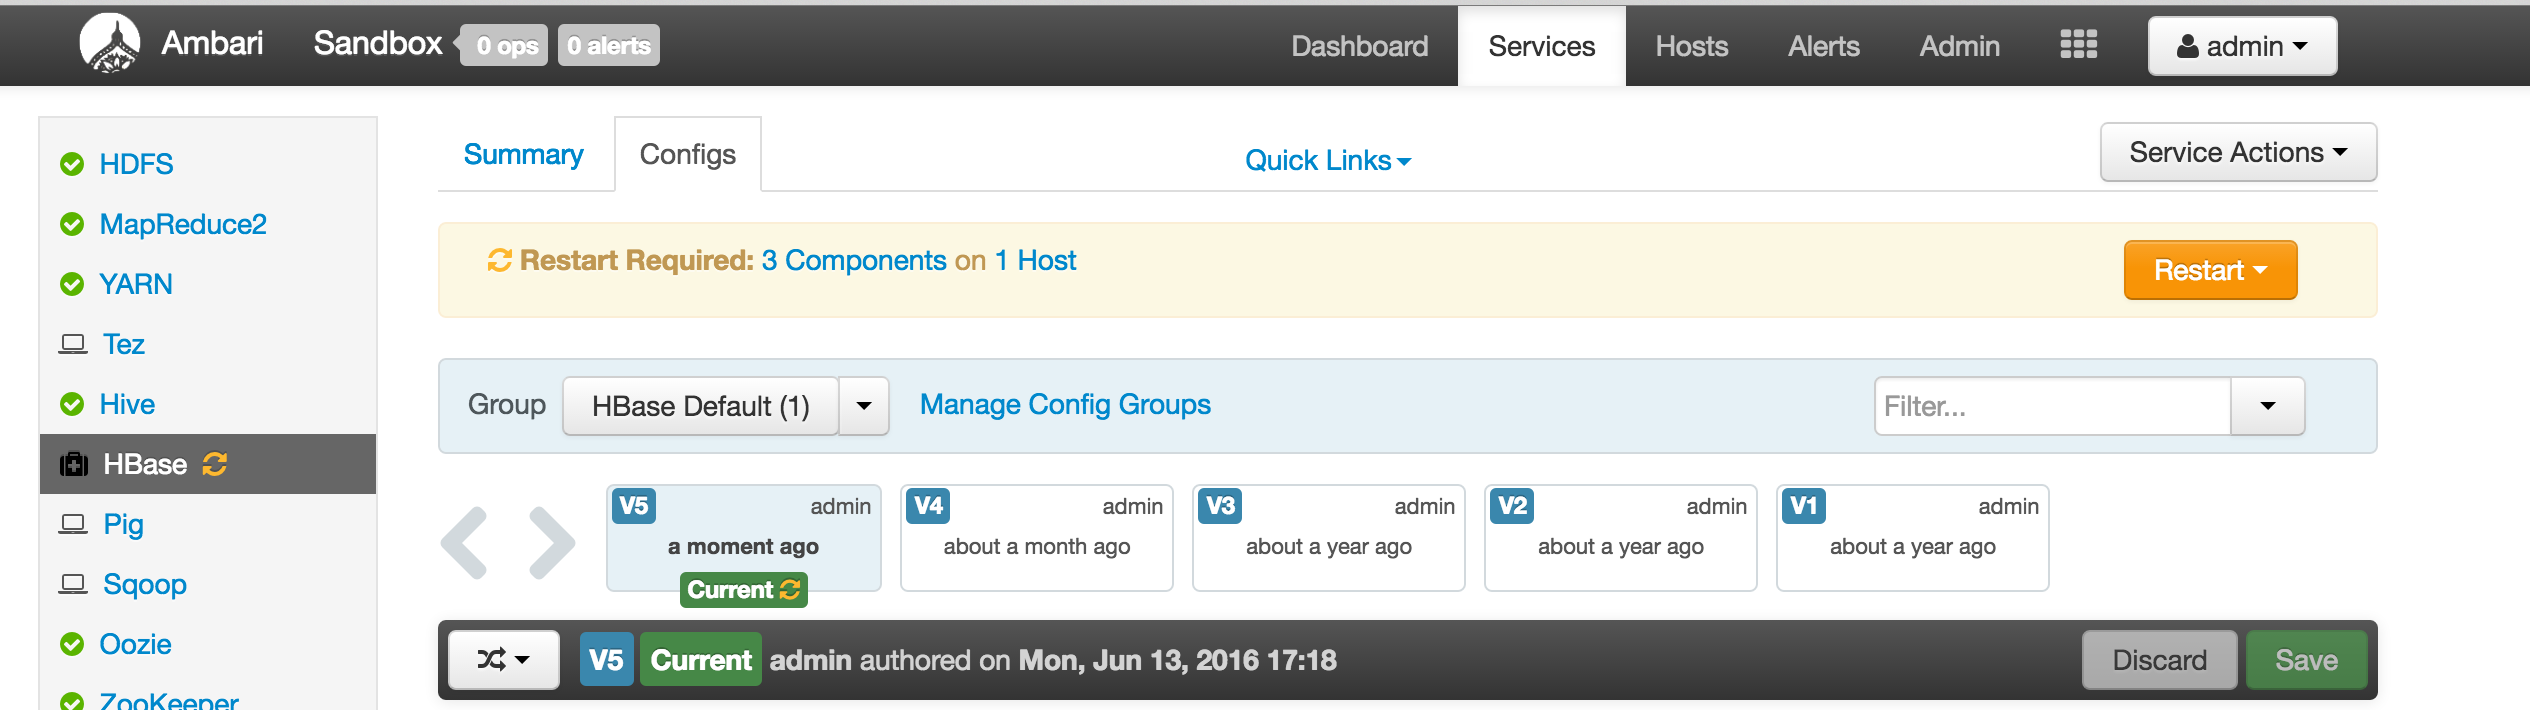 Ambari Sandbox 0 ops 0 alerts Dashboard Services Hosts Alerts Admin admin
Summary Configs Quick Links Service Actions
HDFS
MapReduce2
YARN
Tez
Hive
HBase
Pig
Sqoop
Oozie
ZooKeeper
Restart Required: 3 Components on 1 Host Restart
Group HBase Default (1) Manage Config Groups Filter...
V5 admin
a moment ago
Current
V4 admin
about a month ago
V3 admin
about a year ago
V2 admin
about a year ago
V1 admin
about a year ago
V5 Current admin authored on Mon, Jun 13, 2016 17:18 Discard Save